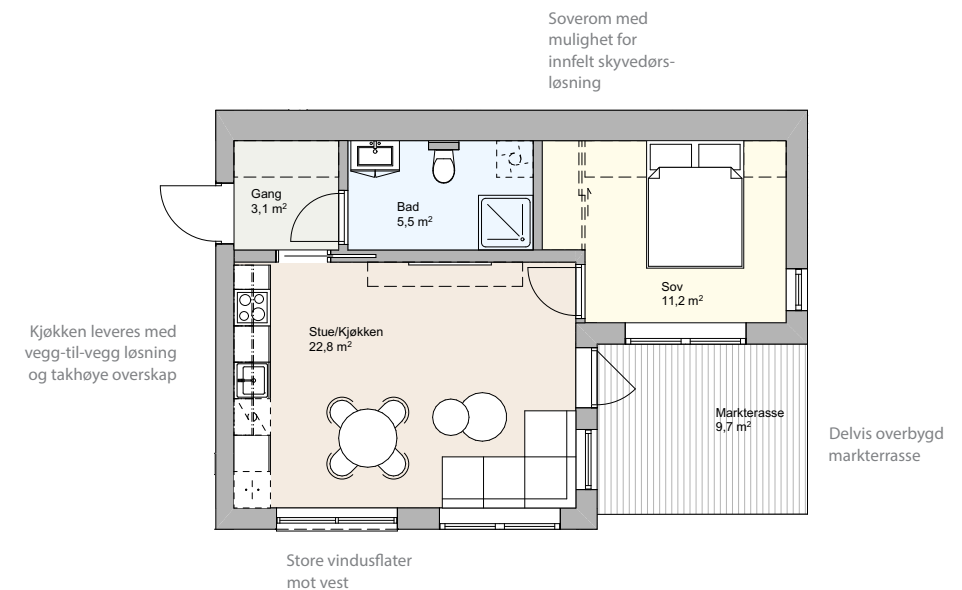 Soverom med
mulighet for
innfelt skyvedørs-
løsning
Gang
3,1 m²
Bad
5,5 m²
Sov
11,2 m²
Kjøkken leveres med
vegg-til-vegg løsning
og takhøye overskap
Stue/Kjøkken
22,8 m²
Markterasse
9,7 m²
Delvis overbygd
markterrasse
Store vindusflater
mot vest